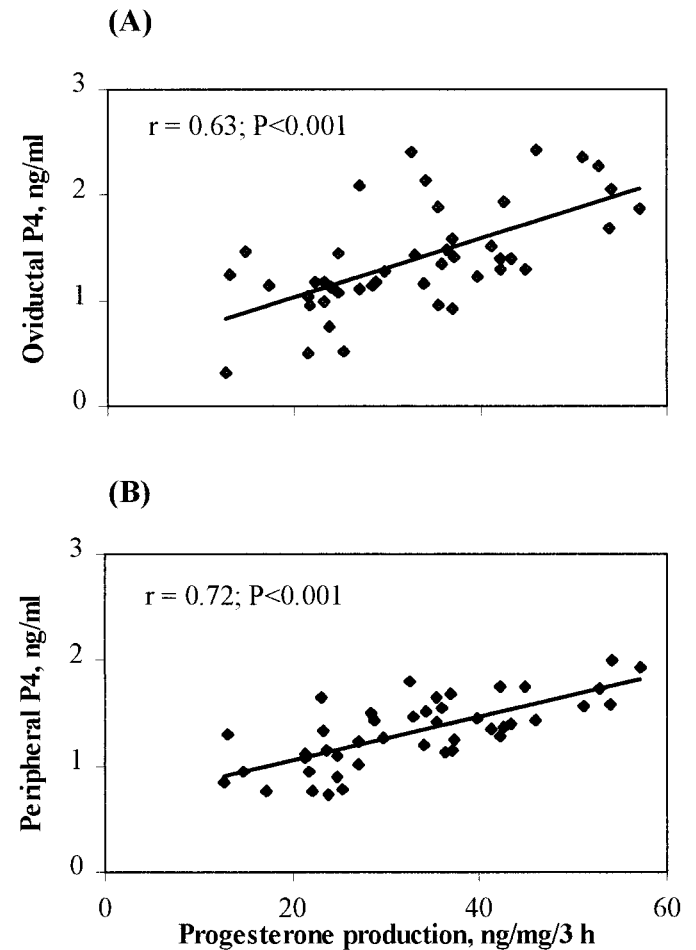 (A)
3
r = 0.63; P<0.001
2
Oviductal P4, ng/ml
1
0
(B)
3
r = 0.72; P<0.001
2
Peripheral P4, ng/ml
1
0
0 20 40 60
Progesterone production, ng/mg/3 h